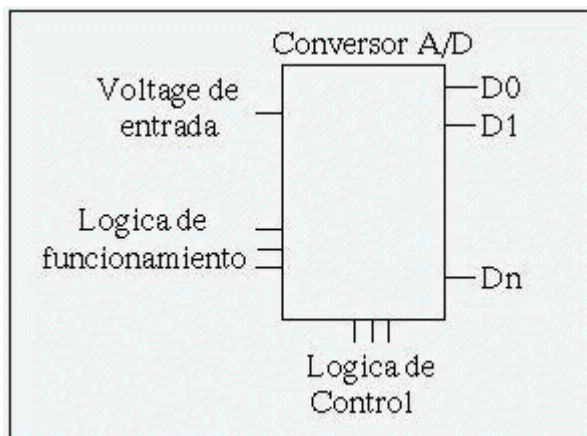 Conversor A/D
Voltage de
entrada
D0
D1
Logica de
funcionamiento
Dn
Logica de
Control